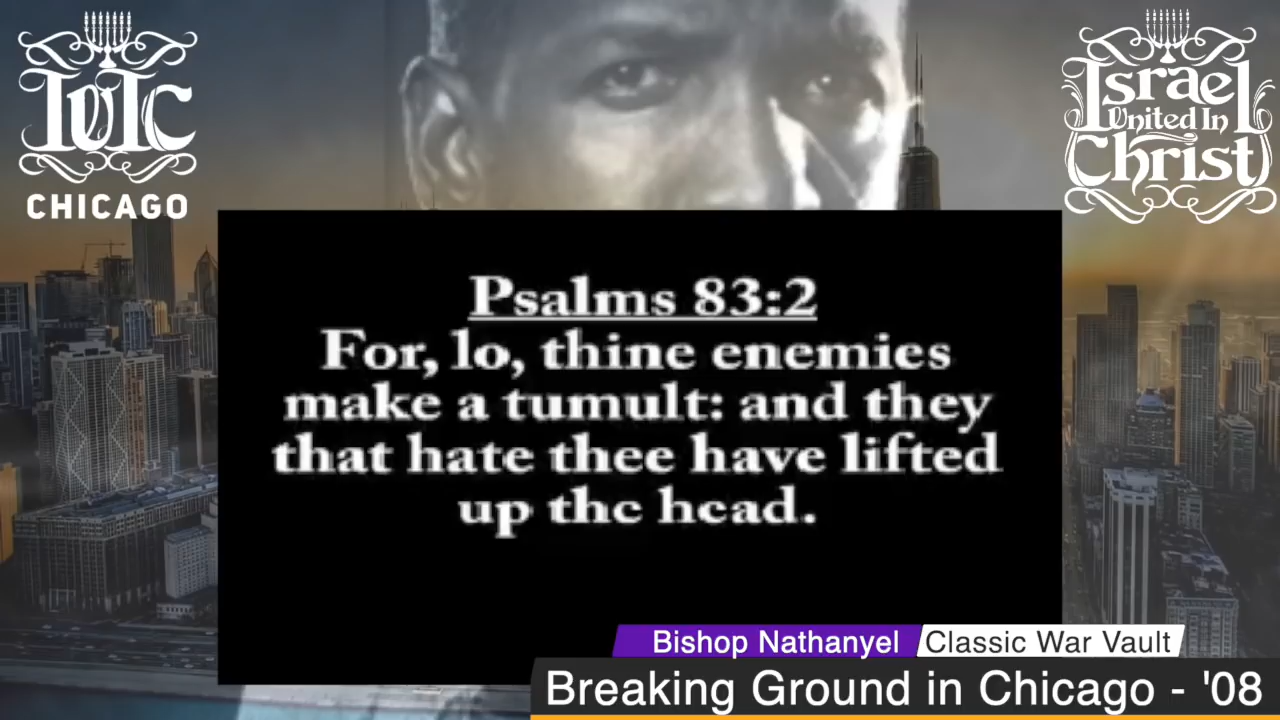 IUIC
CHICAGO
Israel
United In
Christ
Psalms 83:2
For, lo, thine enemies
make a tumult: and they
that hate thee have lifted
up the head.
Bishop Nathanyel
Classic War Vault
Breaking Ground in Chicago - '08